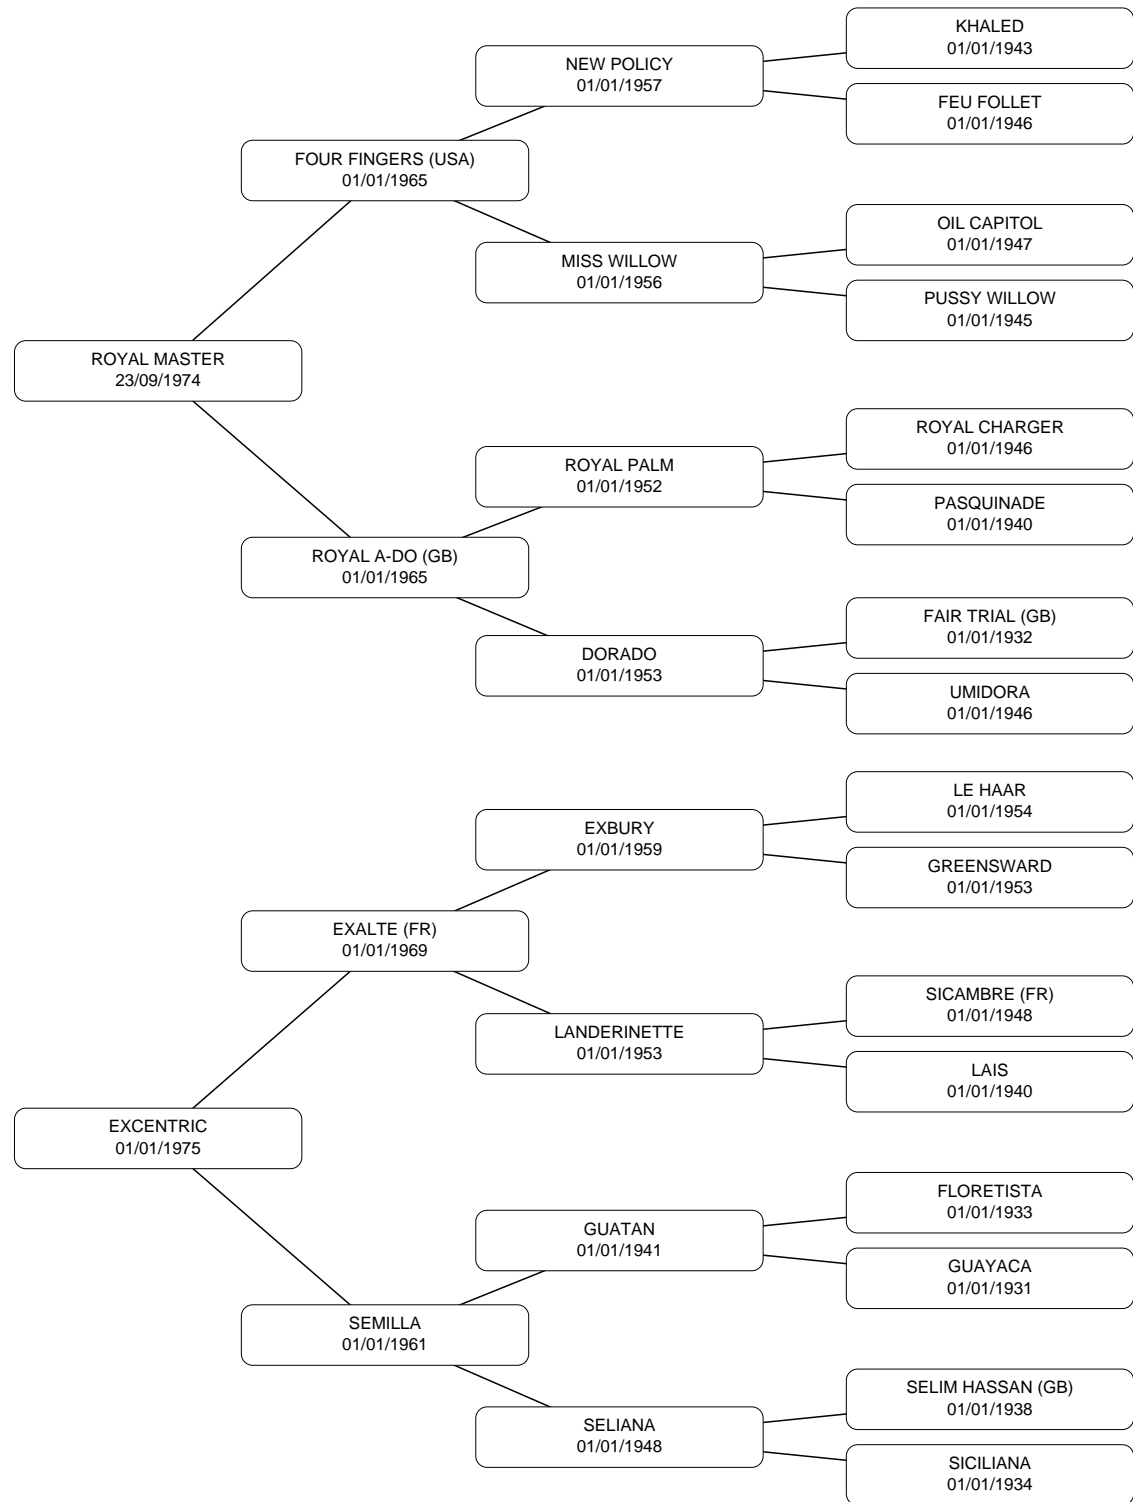 KHALED
01/01/1943
NEW POLICY
01/01/1957
FEU FOLLET
01/01/1946
FOUR FINGERS (USA)
01/01/1965
OIL CAPITOL
01/01/1947
MISS WILLOW
01/01/1956
PUSSY WILLOW
01/01/1945
ROYAL MASTER
23/09/1974
ROYAL CHARGER
01/01/1946
ROYAL PALM
01/01/1952
PASQUINADE
01/01/1940
ROYAL A-DO (GB)
01/01/1965
FAIR TRIAL (GB)
01/01/1932
DORADO
01/01/1953
UMIDORA
01/01/1946
LE HAAR
01/01/1954
EXBURY
01/01/1959
GREENSWARD
01/01/1953
EXALTE (FR)
01/01/1969
SICAMBRE (FR)
01/01/1948
LANDERINETTE
01/01/1953
LAIS
01/01/1940
EXCENTRIC
01/01/1975
FLORETISTA
01/01/1933
GUATAN
01/01/1941
GUAYACA
01/01/1931
SEMILLA
01/01/1961
SELIM HASSAN (GB)
01/01/1938
SELIANA
01/01/1948
SICILIANA
01/01/1934